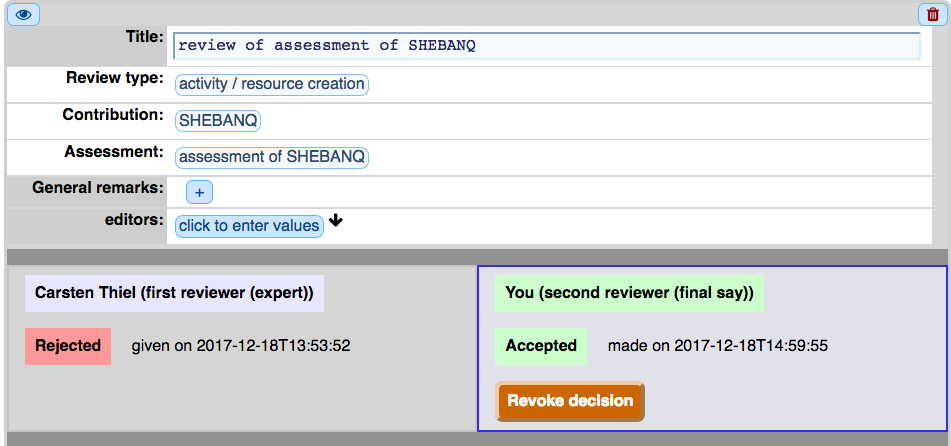 Title: review of assessment of SHEBANQ
Review type: activity / resource creation
Contribution: SHEBANQ
Assessment: assessment of SHEBANQ
General remarks: +
editors: click to enter values
Carsten Thiel (first reviewer (expert))
Rejected given on 2017-12-18T13:53:52
You (second reviewer (final say))
Accepted made on 2017-12-18T14:59:55
Revoke decision